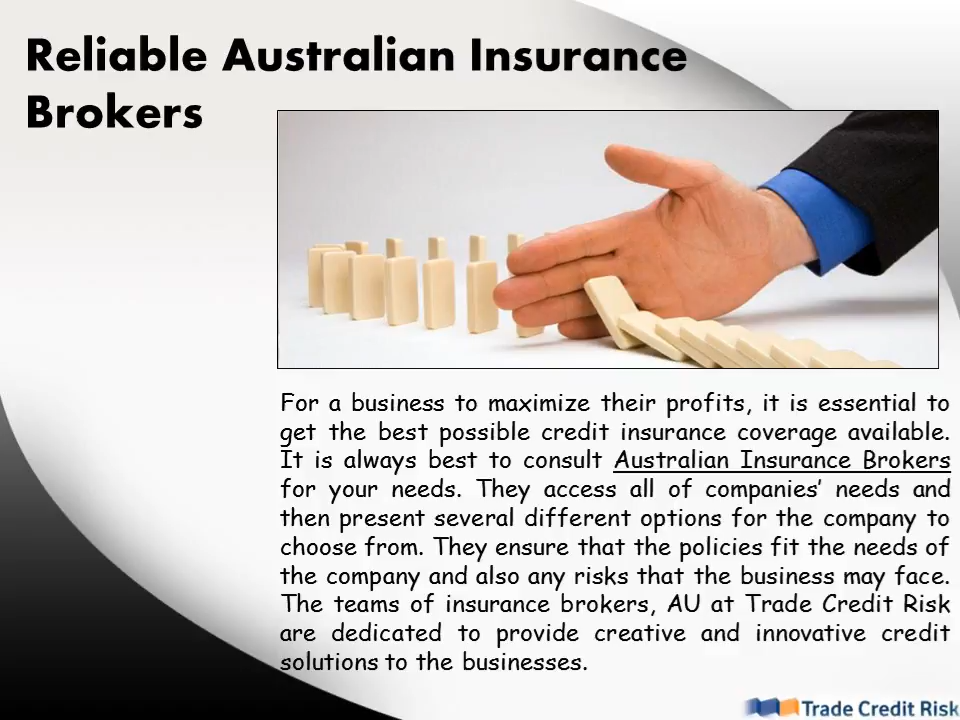 Reliable Australian Insurance
Brokers
For a business to maximize their profits, it is essential to
get the best possible credit insurance coverage available.
It is always best to consult Australian Insurance Brokers
for your needs. They access all of companies’ needs and
then present several different options for the company to
choose from. They ensure that the policies fit the needs of
the company and also any risks that the business may face.
The teams of insurance brokers, AU at Trade Credit Risk
are dedicated to provide creative and innovative credit
solutions to the businesses.
Trade Credit Risk